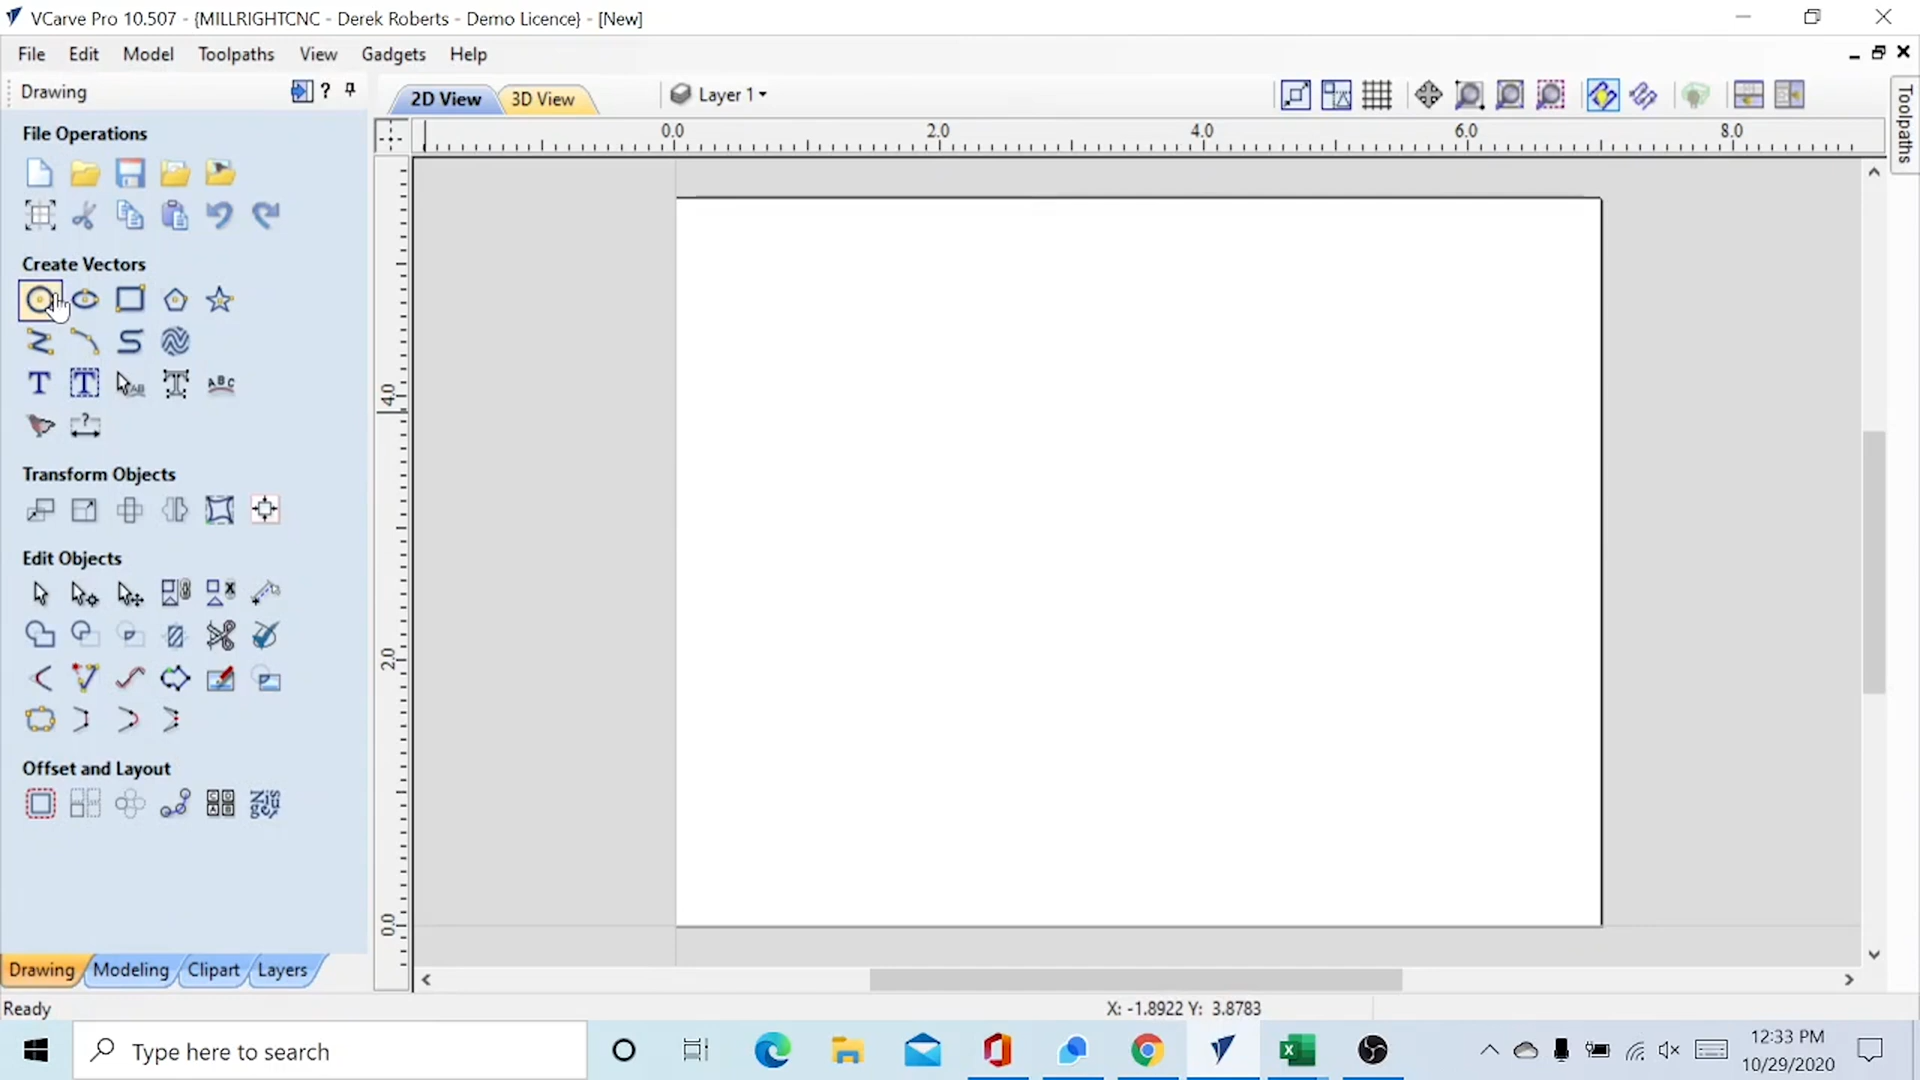 VCarve Pro 10.507 - {MILLRIGHTCNC - Derek Roberts - Demo Licence} - [New]
File Edit Model Toolpaths View Gadgets Help
Drawing ?
2D View 3D View Layer 1
Toolpaths
0.0 2.0 4.0 6.0 8.0
File Operations
Create Vectors
T T AB T ABC
?
4.0
Transform Objects
Edit Objects
2.0
Offset and Layout
0.0
Drawing Modeling Clipart Layers
Ready X: -1.8922 Y: 3.8783
Type here to search
12:33 PM
10/29/2020